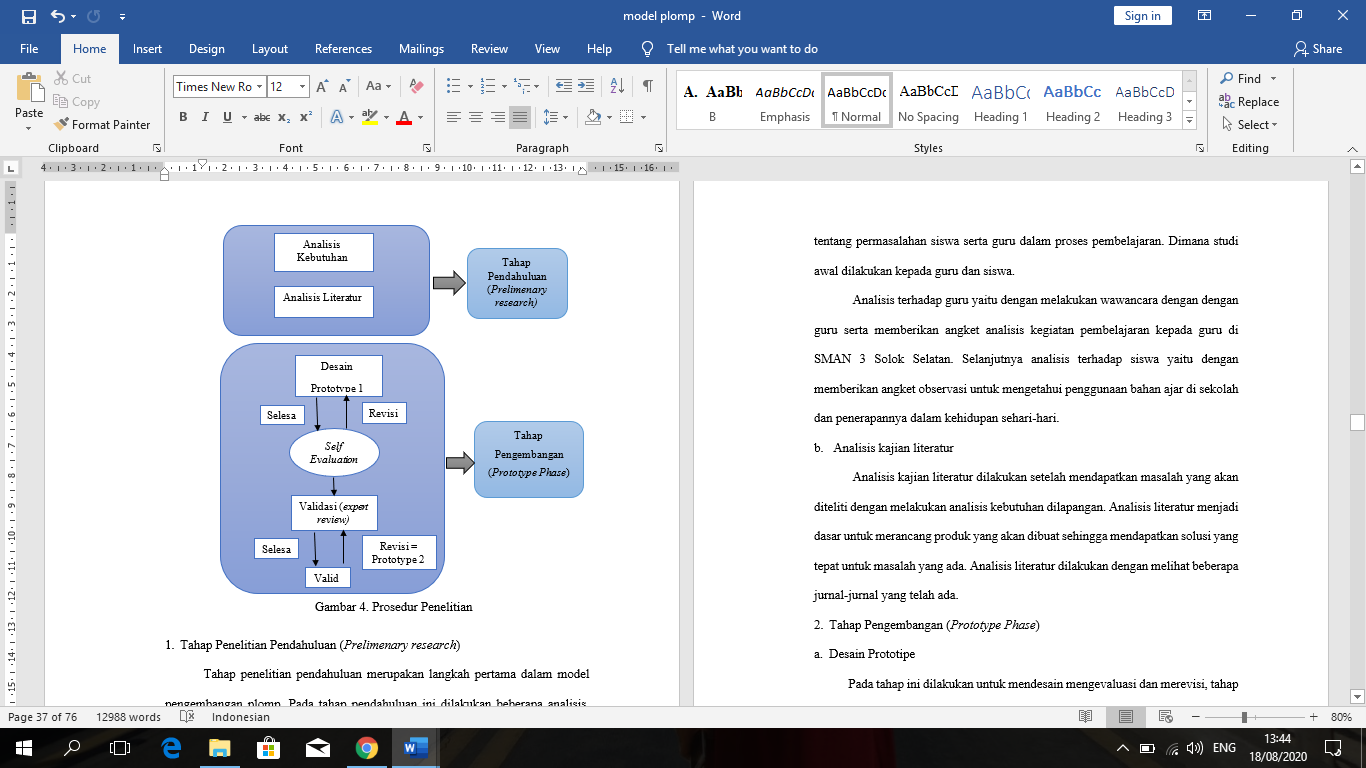 model plomp - Word
Sign in
File Home Insert Design Layout References Mailings Review View Help Tell me what you want to do Share
Paste
Cut
Copy
Format Painter
Clipboard
Times New Ro 12
Font
Paragraph
A. AaBb AaBbCcDc AaBbCcDc AaBbCcD AaBbCc AaBbCc AaBbCcD
B Emphasis ¶ Normal No Spacing Heading 1 Heading 2 Heading 3
Styles
Find
Replace
Select
Editing
Analisis
Kebutuhan
Analisis Literatur
Tahap
Pendahuluan
(Prelimenary
research)
Desain
Prototype 1
Selesa
Revisi
Self
Evaluation
Validasi (expert
review)
Selesa
Revisi =
Prototype 2
Valid
Tahap
Pengembangan
(Prototype Phase)
Gambar 4. Prosedur Penelitian
1. Tahap Penelitian Pendahuluan (Prelimenary research)
Tahap penelitian pendahuluan merupakan langkah pertama dalam model
pengembangan plomp. Pada tahap pendahuluan ini dilakukan beberapa analisis.
tentang permasalahan siswa serta guru dalam proses pembelajaran. Dimana studi
awal dilakukan kepada guru dan siswa.
Analisis terhadap guru yaitu dengan melakukan wawancara dengan dengan
guru serta memberikan angket analisis kegiatan pembelajaran kepada guru di
SMAN 3 Solok Selatan. Selanjutnya analisis terhadap siswa yaitu dengan
memberikan angket observasi untuk mengetahui penggunaan bahan ajar di sekolah
dan penerapannya dalam kehidupan sehari-hari.
b. Analisis kajian literatur
Analisis kajian literatur dilakukan setelah mendapatkan masalah yang akan
diteliti dengan melakukan analisis kebutuhan dilapangan. Analisis literatur menjadi
dasar untuk merancang produk yang akan dibuat sehingga mendapatkan solusi yang
tepat untuk masalah yang ada. Analisis literatur dilakukan dengan melihat beberapa
jurnal-jurnal yang telah ada.
2. Tahap Pengembangan (Prototype Phase)
a. Desain Prototipe
Pada tahap ini dilakukan untuk mendesain mengevaluasi dan merevisi, tahap
Page 37 of 76 12988 words Indonesian 80%
ENG
13:44
18/08/2020